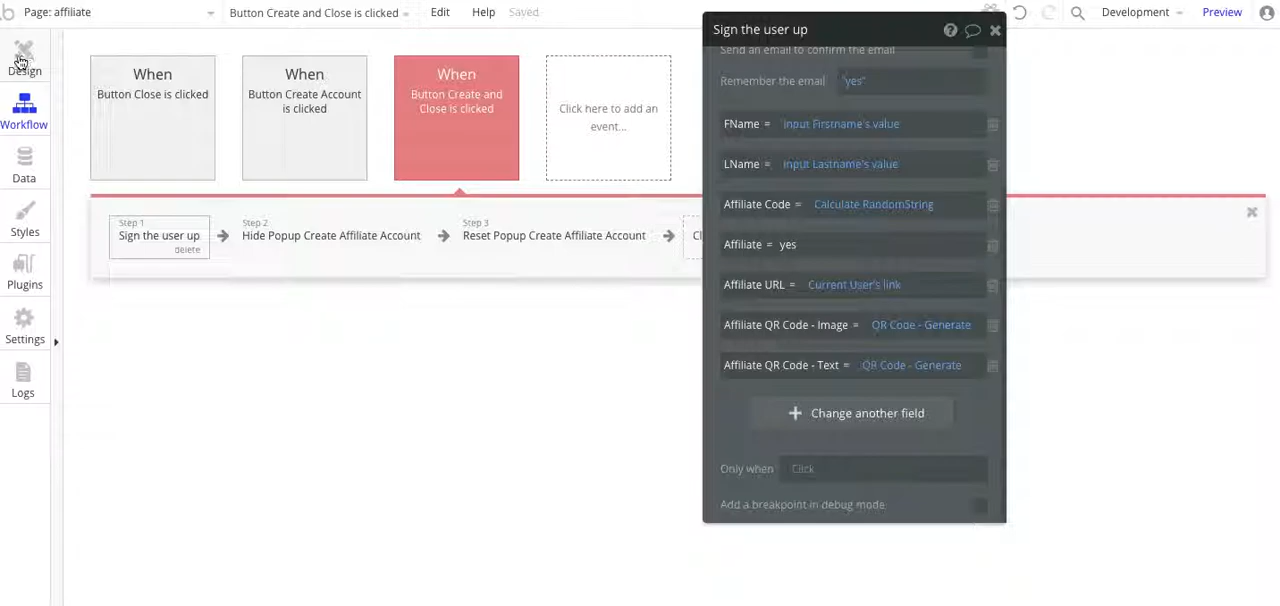 Page: affiliate
Button Create and Close is clicked
Edit
Help
Saved
Development
Preview
Design
Workflow
Data
Styles
Plugins
Settings
Logs
When
Button Close is clicked
When
Button Create Account
is clicked
When
Button Create and
Close is clicked
Click here to add an
event...
Step 1
Sign the user up
delete
Step 2
Hide Popup Create Affiliate Account
Step 3
Reset Popup Create Affiliate Account
Sign the user up
Send an email to confirm the email
Remember the email "yes"
FName = Input Firstname's value
LName = Input Lastname's value
Affiliate Code = Calculate RandomString
Affiliate = yes
Affiliate URL = Current User's link
Affiliate QR Code - Image = QR Code - Generate
Affiliate QR Code - Text = QR Code - Generate
+ Change another field
Only when Click
Add a breakpoint in debug mode